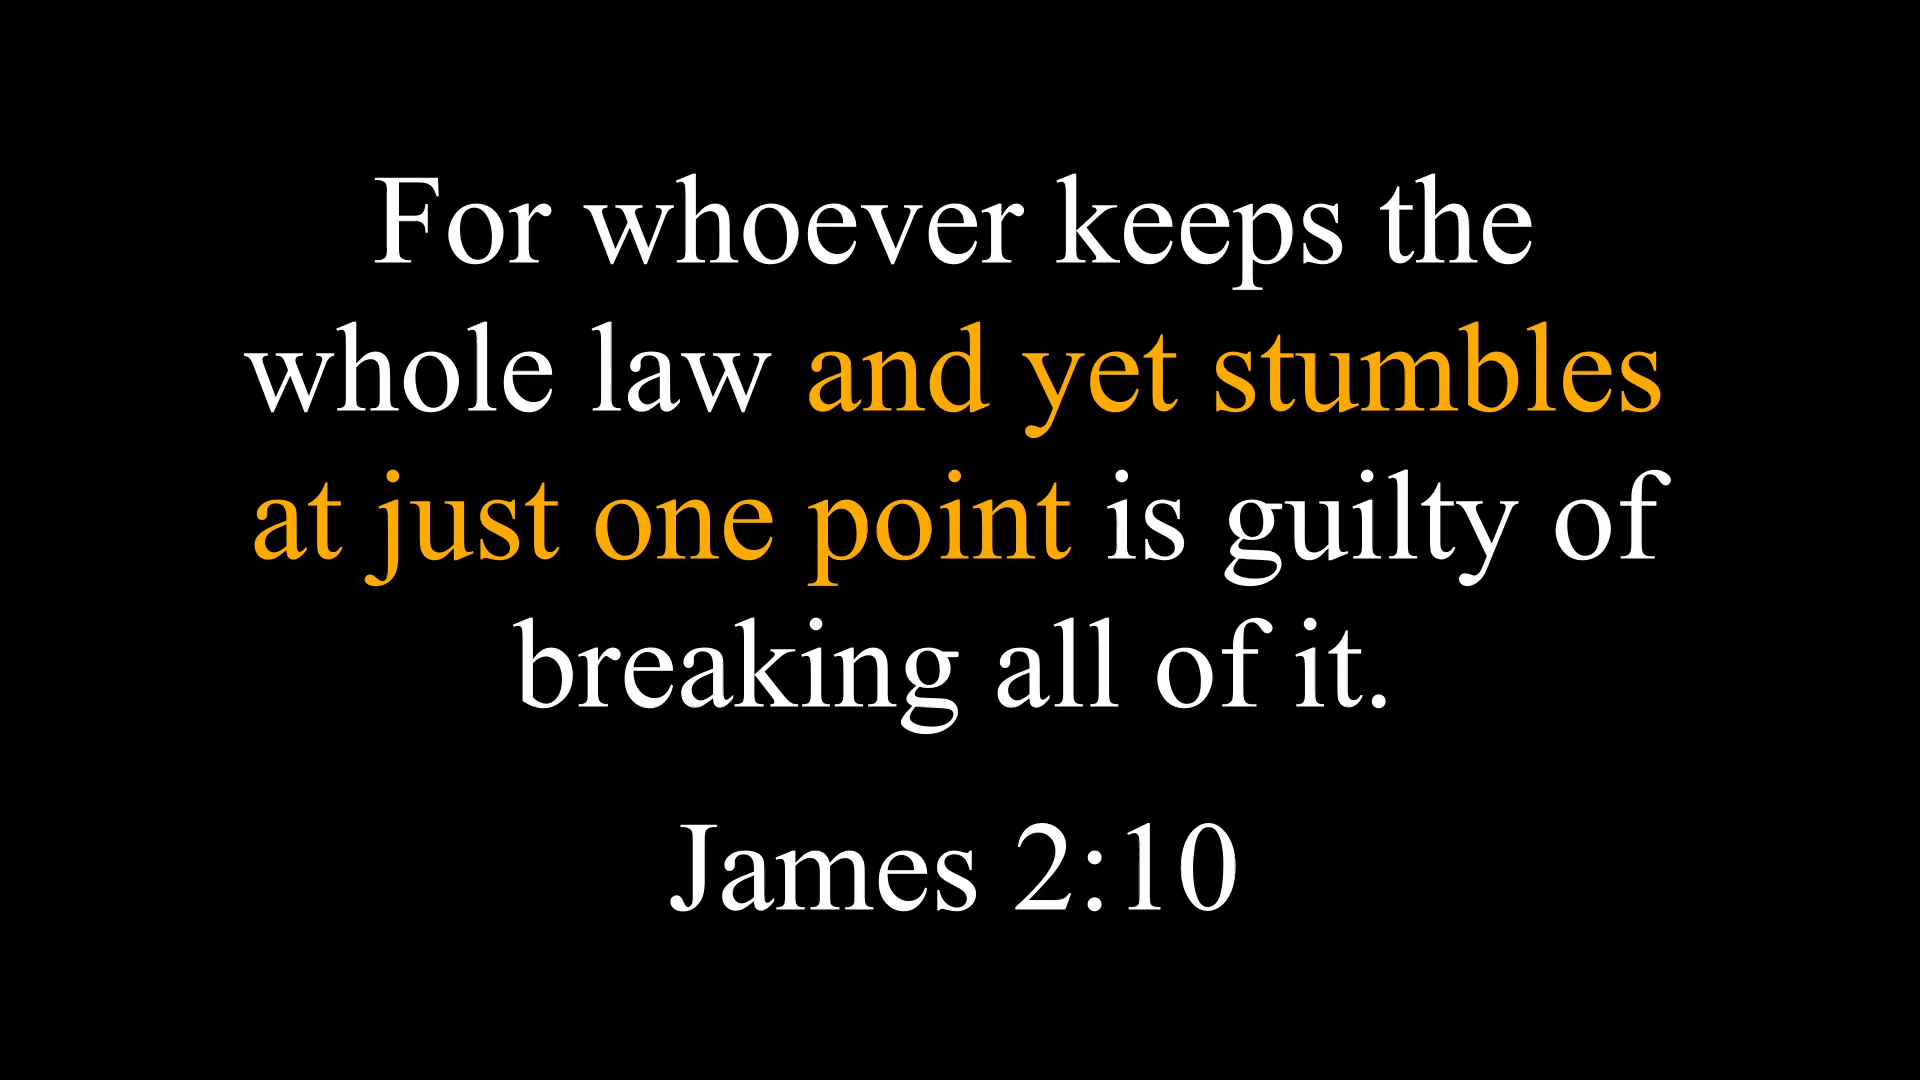 For whoever keeps the
whole law and yet stumbles
at just one point is guilty of
breaking all of it.
James 2:10